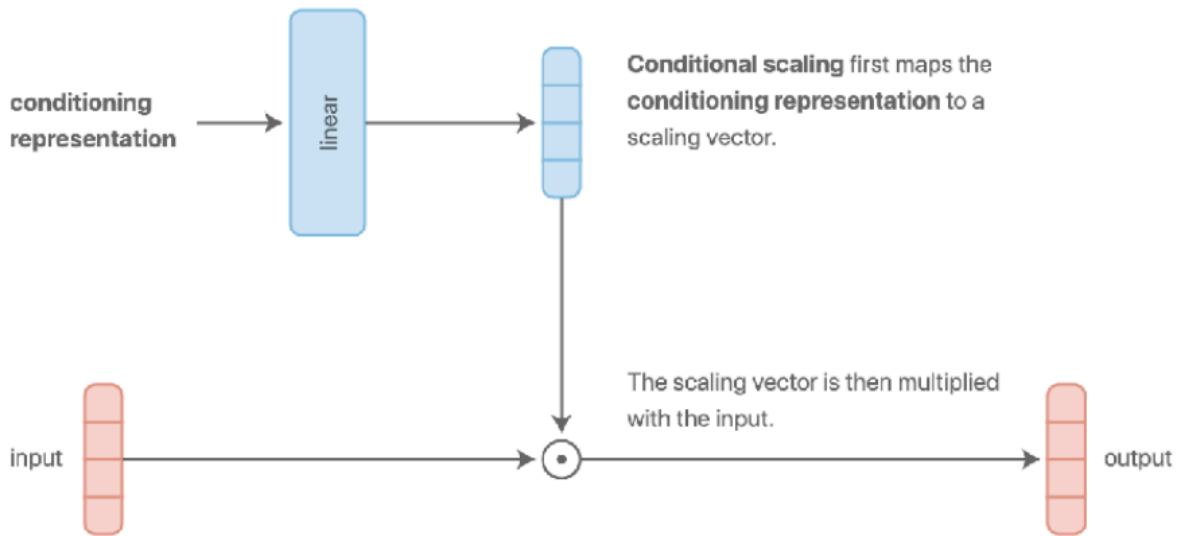 conditioning
representation
linear
Conditional scaling first maps the
conditioning representation to a
scaling vector.
The scaling vector is then multiplied
with the input.
input
output